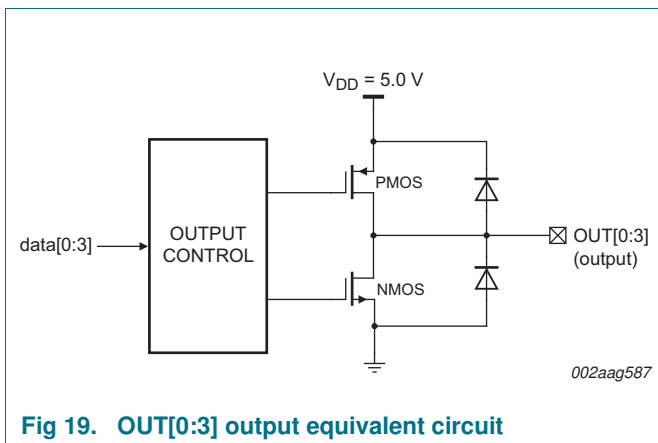 VDD = 5.0 V
PMOS
data[0:3]
OUTPUT
CONTROL
OUT[0:3]
(output)
NMOS
002aag587
Fig 19. OUT[0:3] output equivalent circuit